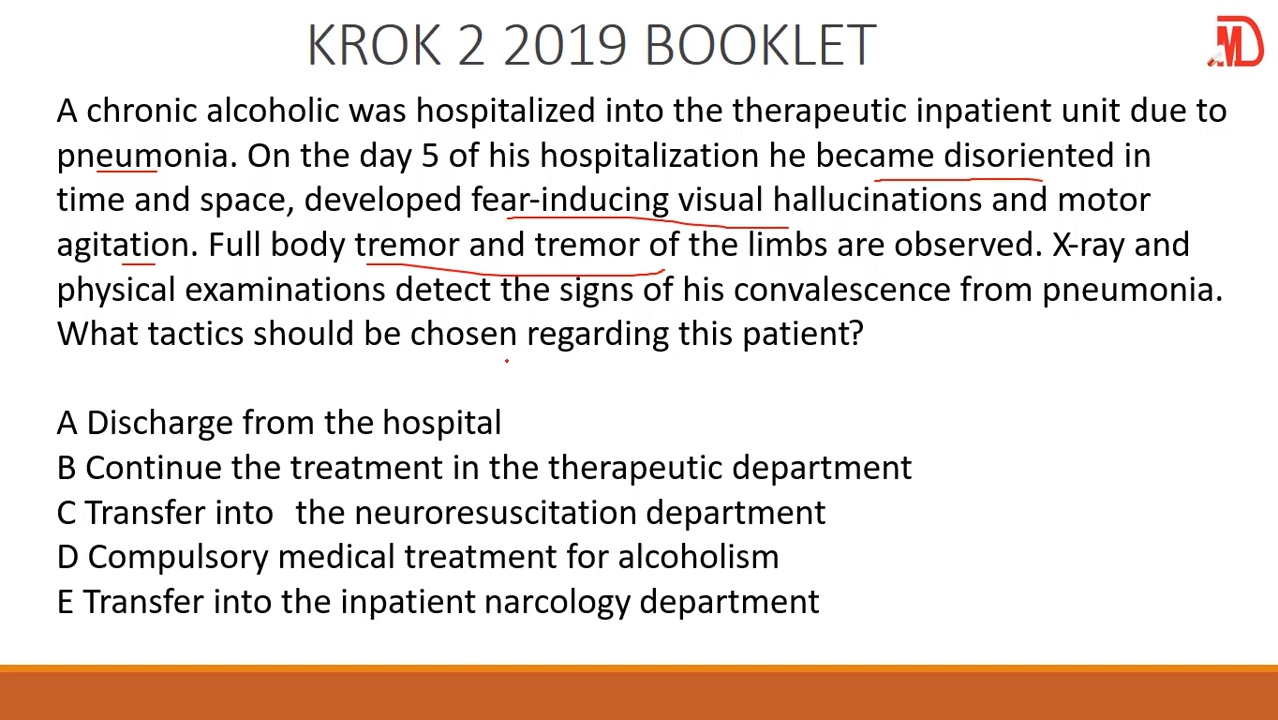 KROK 2 2019 BOOKLET
MD
A chronic alcoholic was hospitalized into the therapeutic inpatient unit due to
pneumonia. On the day 5 of his hospitalization he became disoriented in
time and space, developed fear-inducing visual hallucinations and motor
agitation. Full body tremor and tremor of the limbs are observed. X-ray and
physical examinations detect the signs of his convalescence from pneumonia.
What tactics should be chosen regarding this patient?
A Discharge from the hospital
B Continue the treatment in the therapeutic department
C Transfer into the neuroresuscitation department
D Compulsory medical treatment for alcoholism
E Transfer into the inpatient narcology department